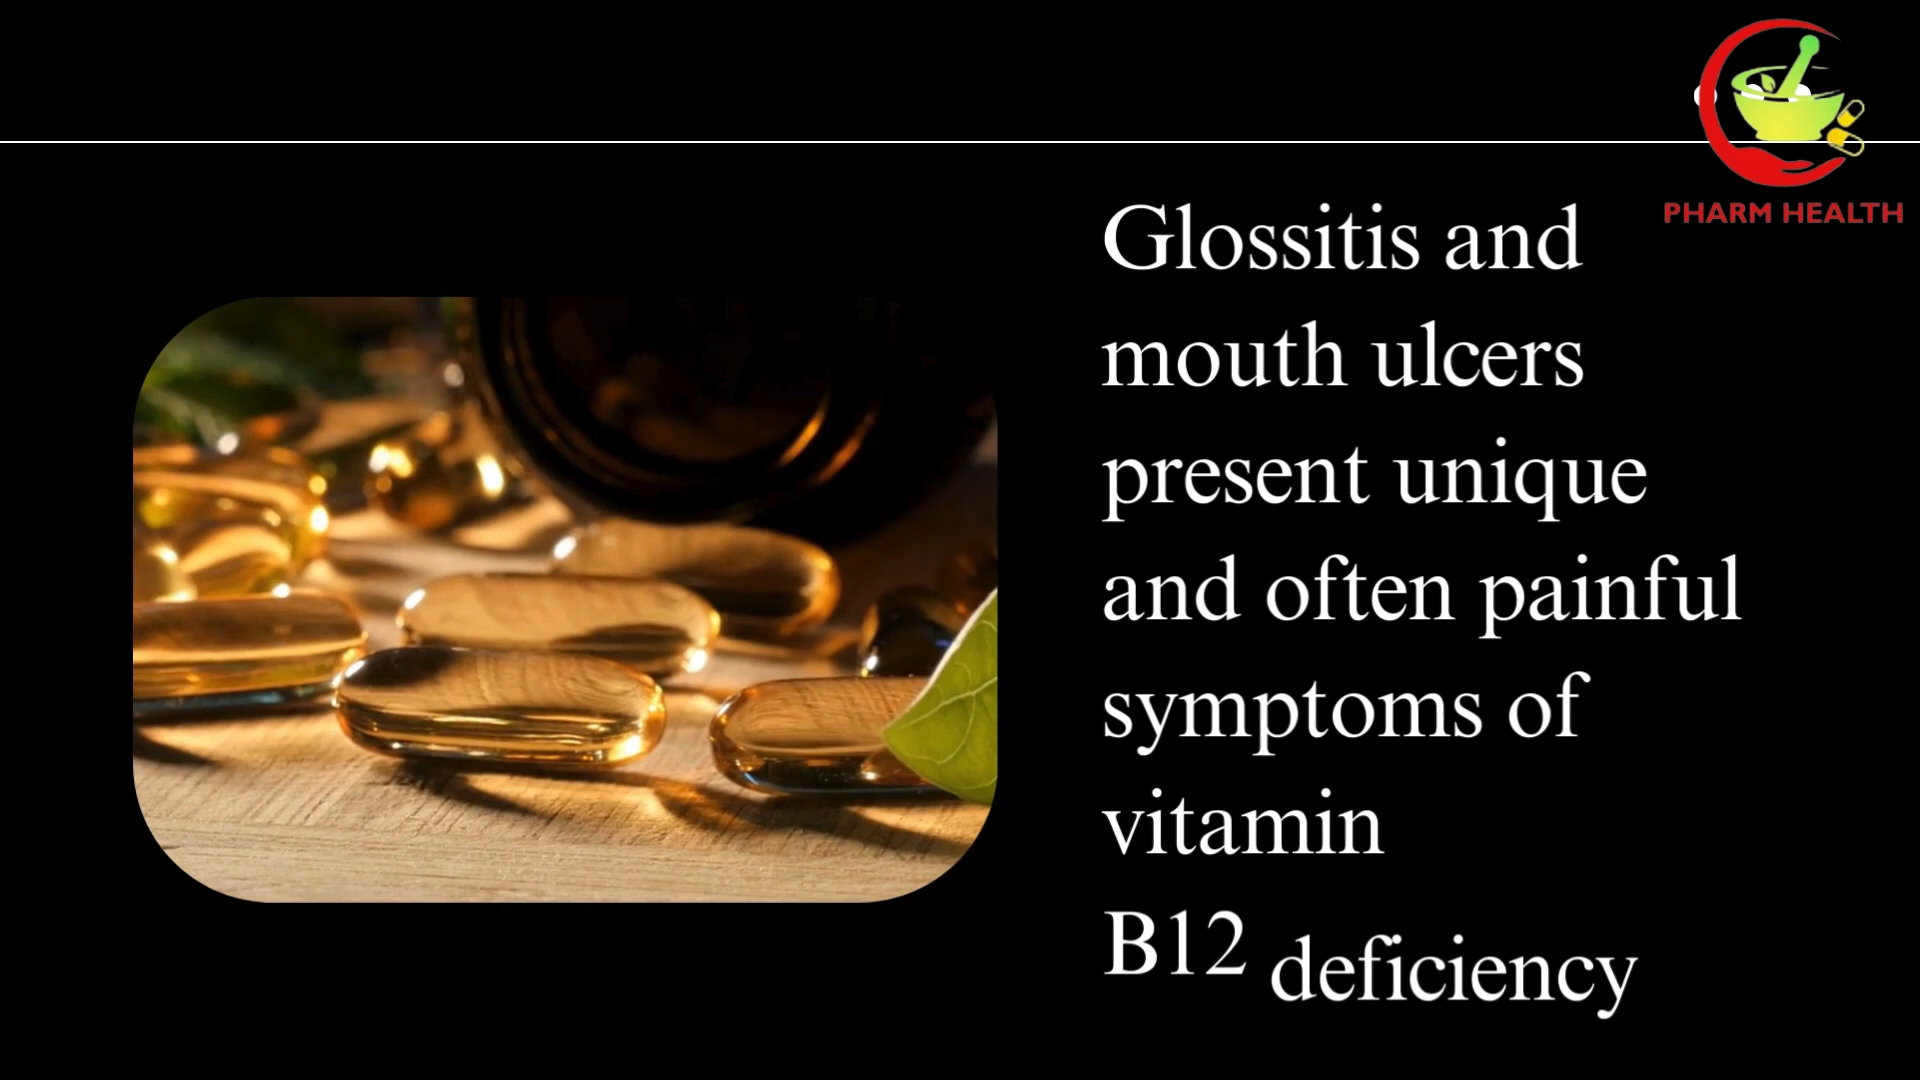 PHARM HEALTH
Glossitis and
mouth ulcers
present unique
and often painful
symptoms of
vitamin
B12 deficiency